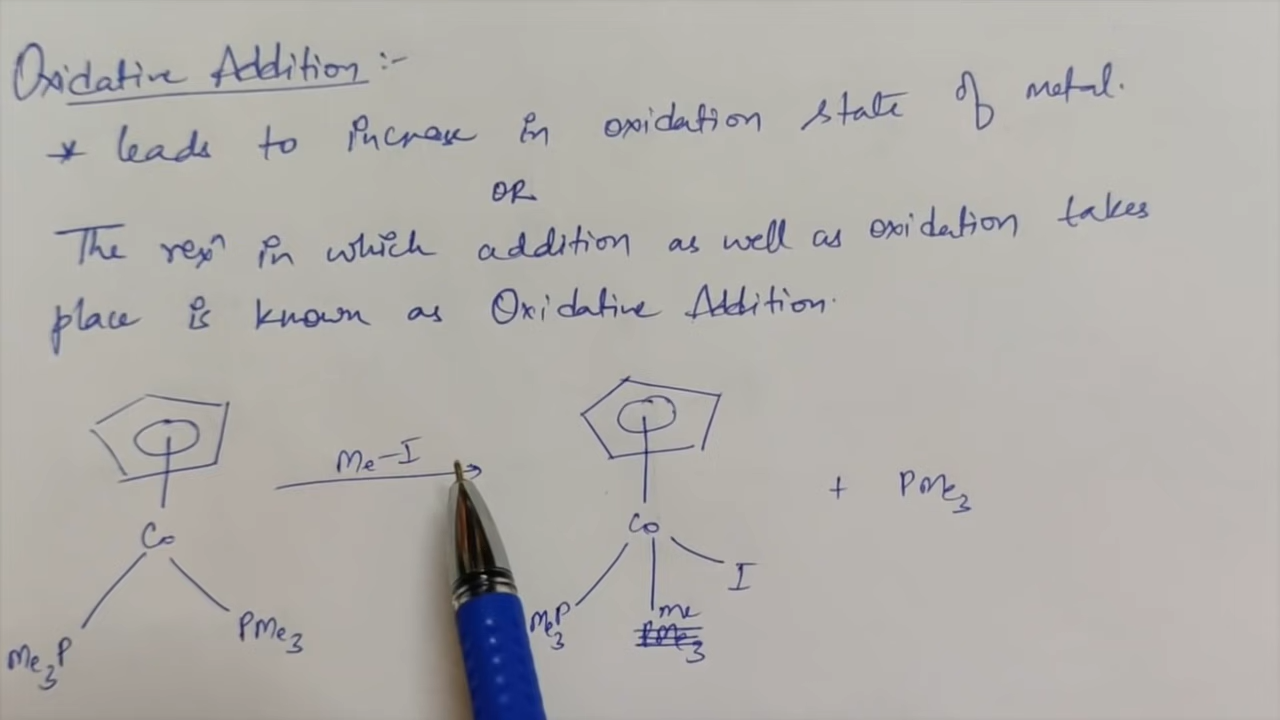 Oxidative Addition :-
* leads to increase in oxidation state of metal.
OR
The rexⁿ in which addition as well as oxidation takes
place is known as Oxidative Addition.
Me-I
+ PMe₃
Co
Co
I
Me₃P
PMe₃
Me₃P
Me